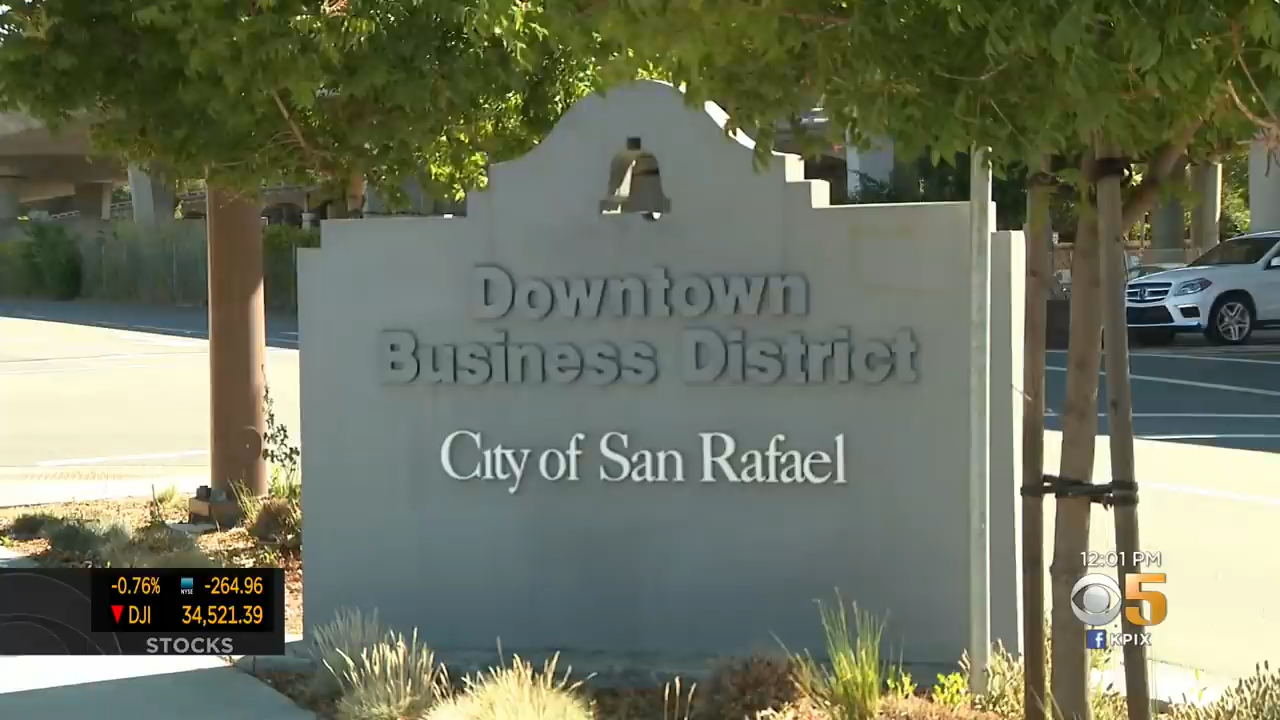 Downtown
Business District
City of San Rafael
-0.76% NYSE -264.96
DJI 34,521.39
STOCKS
12:01 PM
5
f KPIX